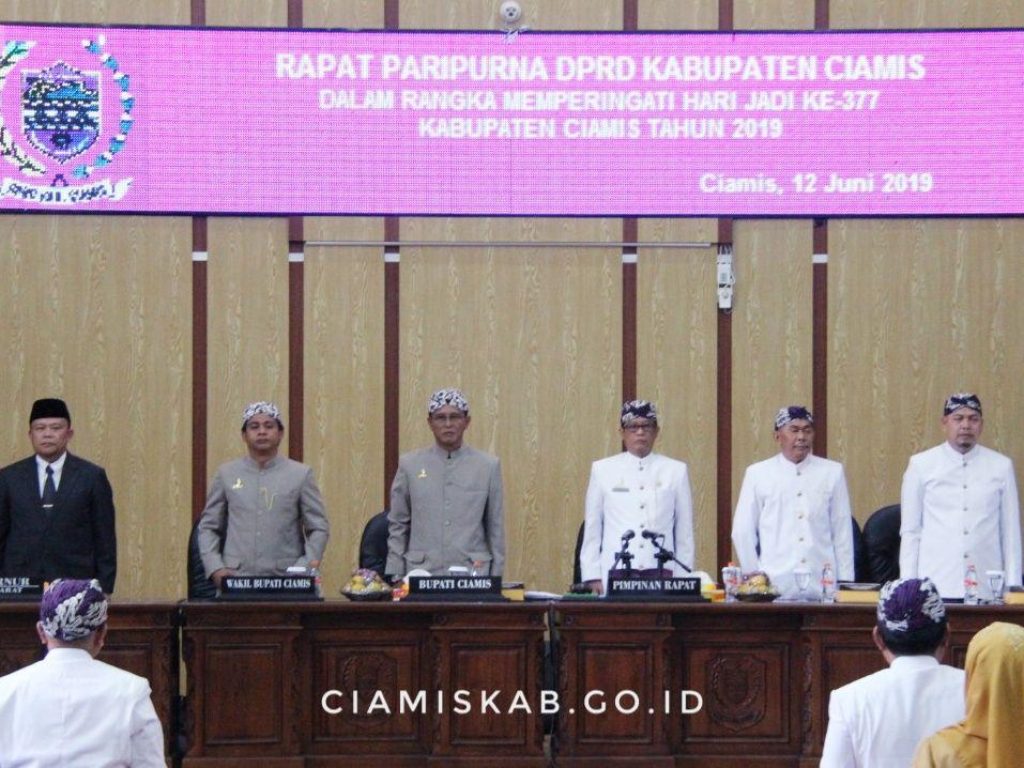 RAPAT PARIPURNA DPRD KABUPATEN CIAMIS
DALAM RANGKA MEMPERINGATI HARI JADI KE-377
KABUPATEN CIAMIS TAHUN 2019
Ciamis, 12 Juni 2019
WAKIL BUPATI CIAMIS
BUPATI CIAMIS
PIMPINAN RAPAT
CIAMISKAB.GO.ID